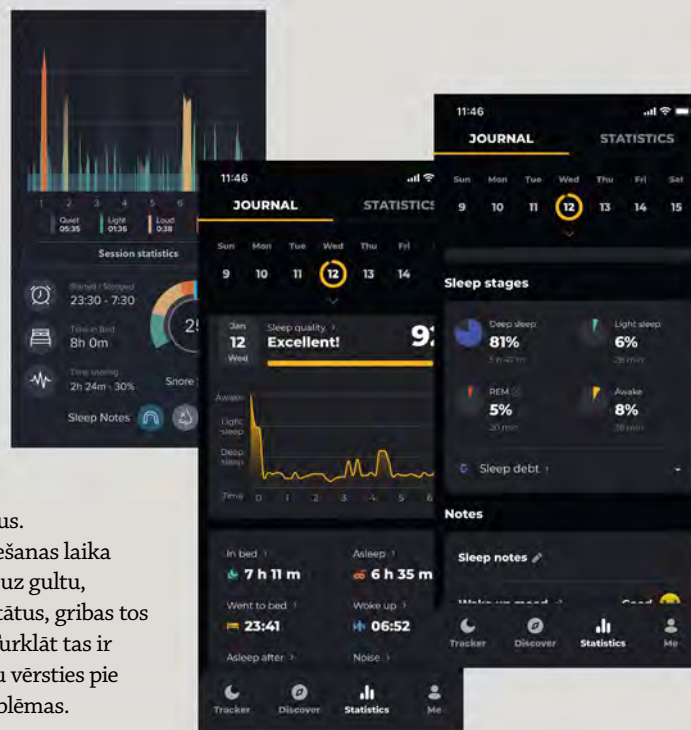 1 2 3 4 5 6
Quiet
05:35
Light
01:36
Loud
0:38
Session statistics
Started / Stopped
23:30 - 7:30
Time in Bed
8h 0m
2h 24m - 30%
Snore
Sleep Notes
11:46
JOURNAL STATISTICS
Sun Mon Tue Wed Thu Fri
9 10 11 12 13 14
Jan
12
Wed
Sleep quality ›
Excellent!
Awake
Light
sleep
Deep
sleep
Time 0 1 2 3 4 5 6
In bed › Asleep ›
7 h 11 m 6 h 35 m
Went to bed › Woke up ›
23:41 06:52
Asleep after › Noise ›
Tracker Discover Statistics Me
11:46
JOURNAL STATISTICS
Sun Mon Tue Wed Thu Fri Sat
9 10 11 12 13 14 15
Sleep stages
Deep sleep Light sleep
81% 6%
REM Awake
5% 8%
20 min
Sleep debt › -
Notes
Sleep notes
Tracker Discover Statistics Me
us.
ešanas laika
uz gultu,
tātus, gribas tos
urklāt tas ir
u vērsties pie
blēmas.